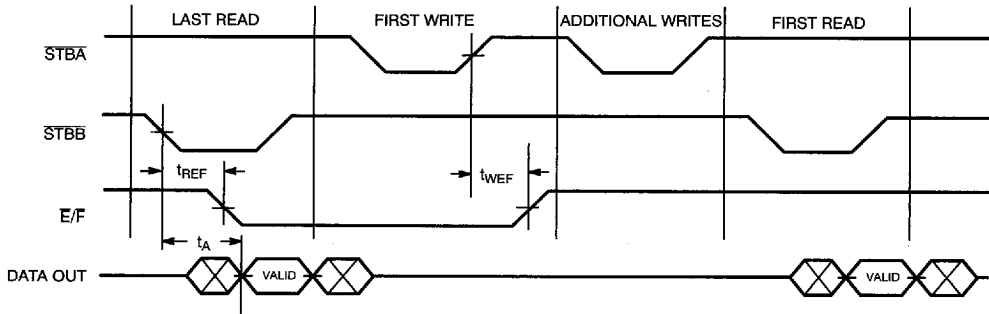 LAST READ FIRST WRITE ADDITIONAL WRITES FIRST READ
STBA
STBB
tREF tWEF
E/F
tA
DATA OUT VALID VALID